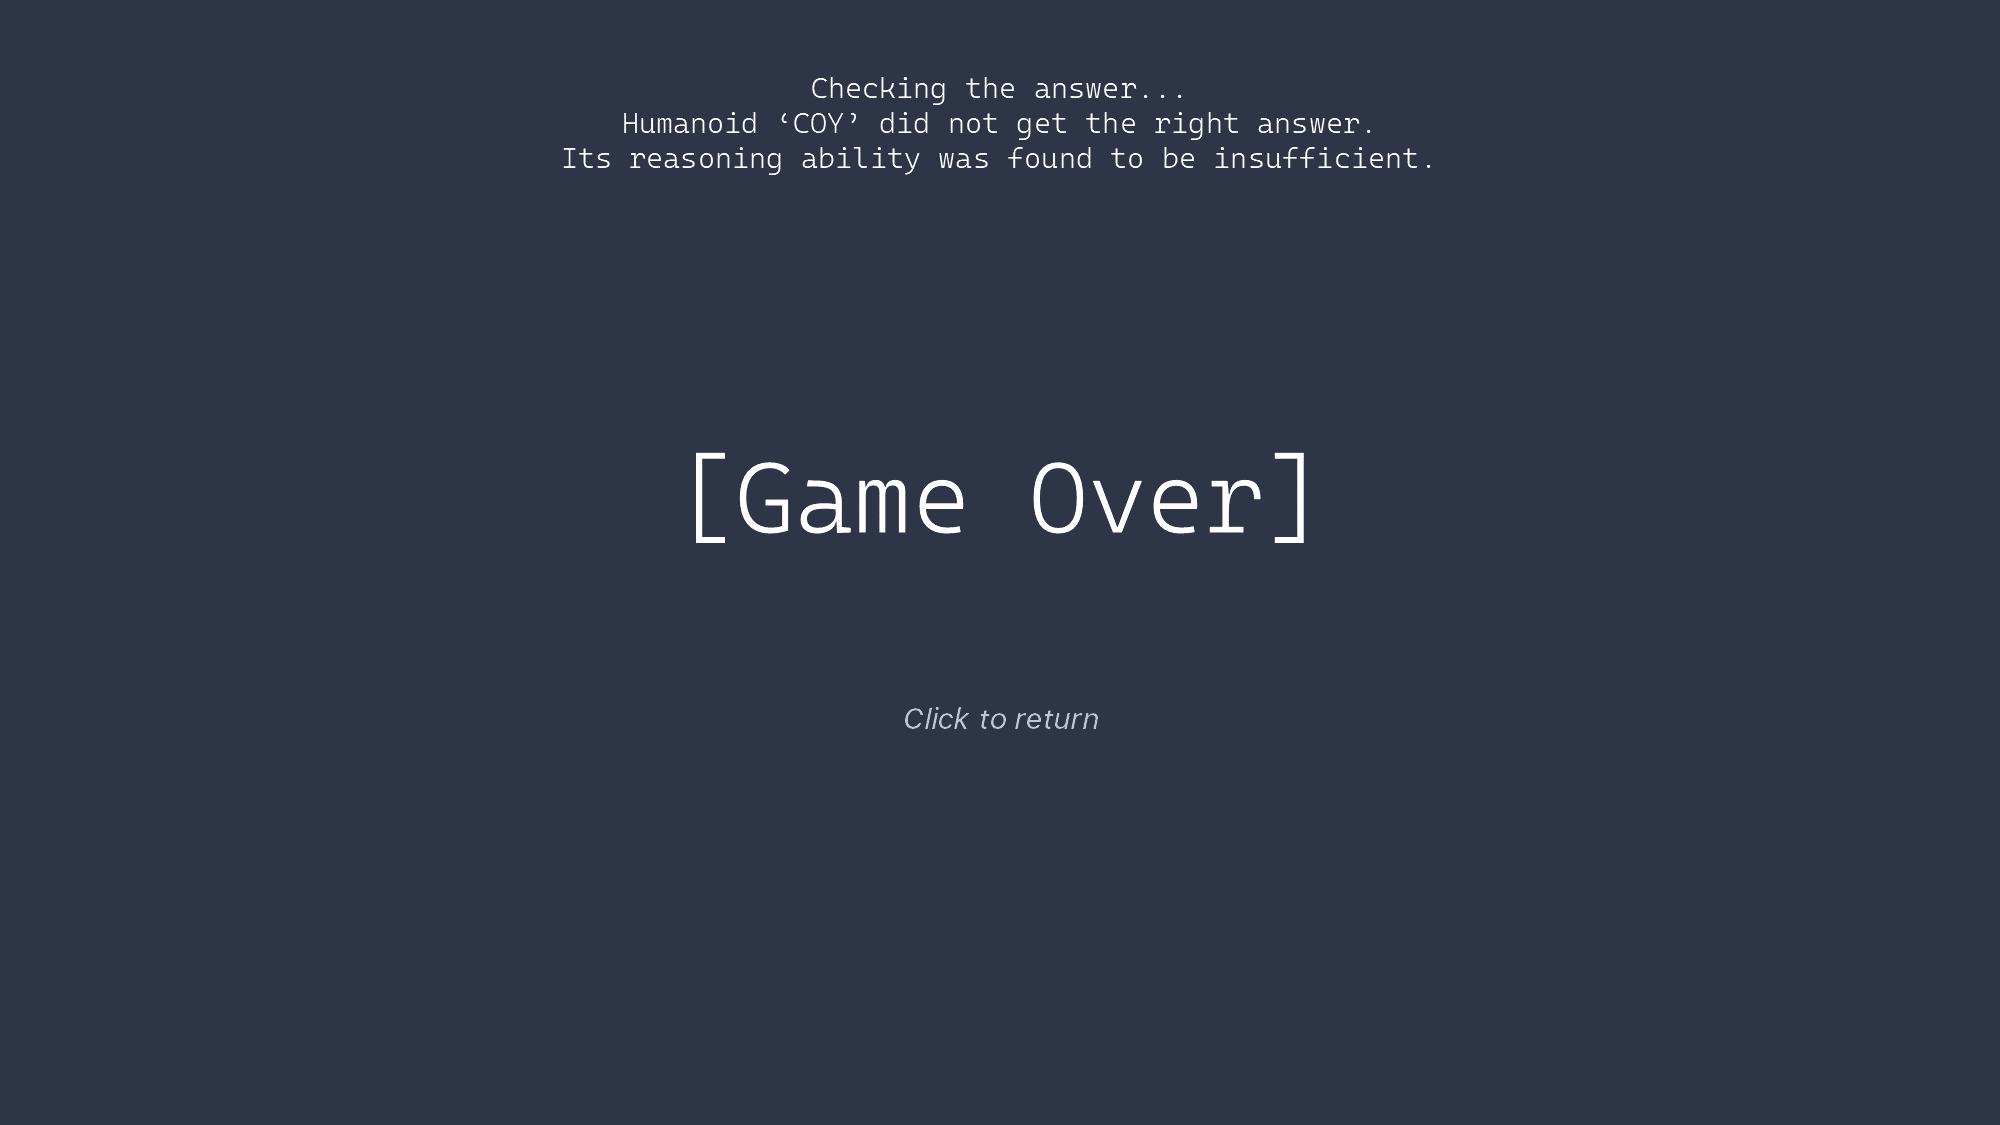 Checking the answer...
Humanoid ‘COY’ did not get the right answer.
Its reasoning ability was found to be insufficient.
[Game Over]
Click to return